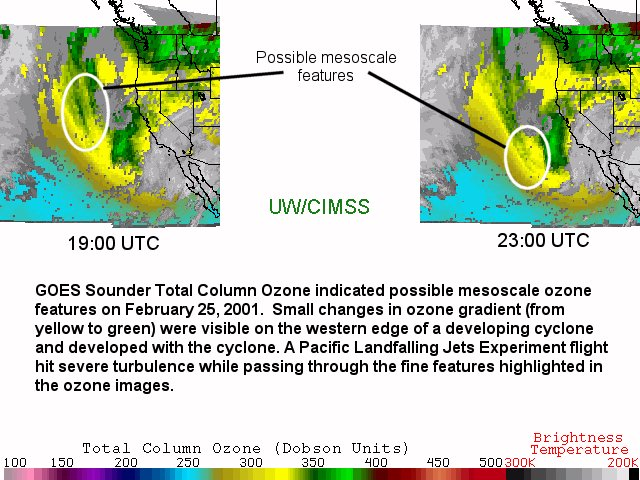 Possible mesoscale
features
UW/CIMSS
19:00 UTC
23:00 UTC
GOES Sounder Total Column Ozone indicated possible mesoscale ozone
features on February 25, 2001.  Small changes in ozone gradient (from
yellow to green) were visible on the western edge of a developing cyclone
and developed with the cyclone. A Pacific Landfalling Jets Experiment flight
hit severe turbulence while passing through the fine features highlighted in
the ozone images.
Total Column Ozone (Dobson Units)
Brightness
Temperature
100 150 200 250 300 350 400 450 500 300K 200K